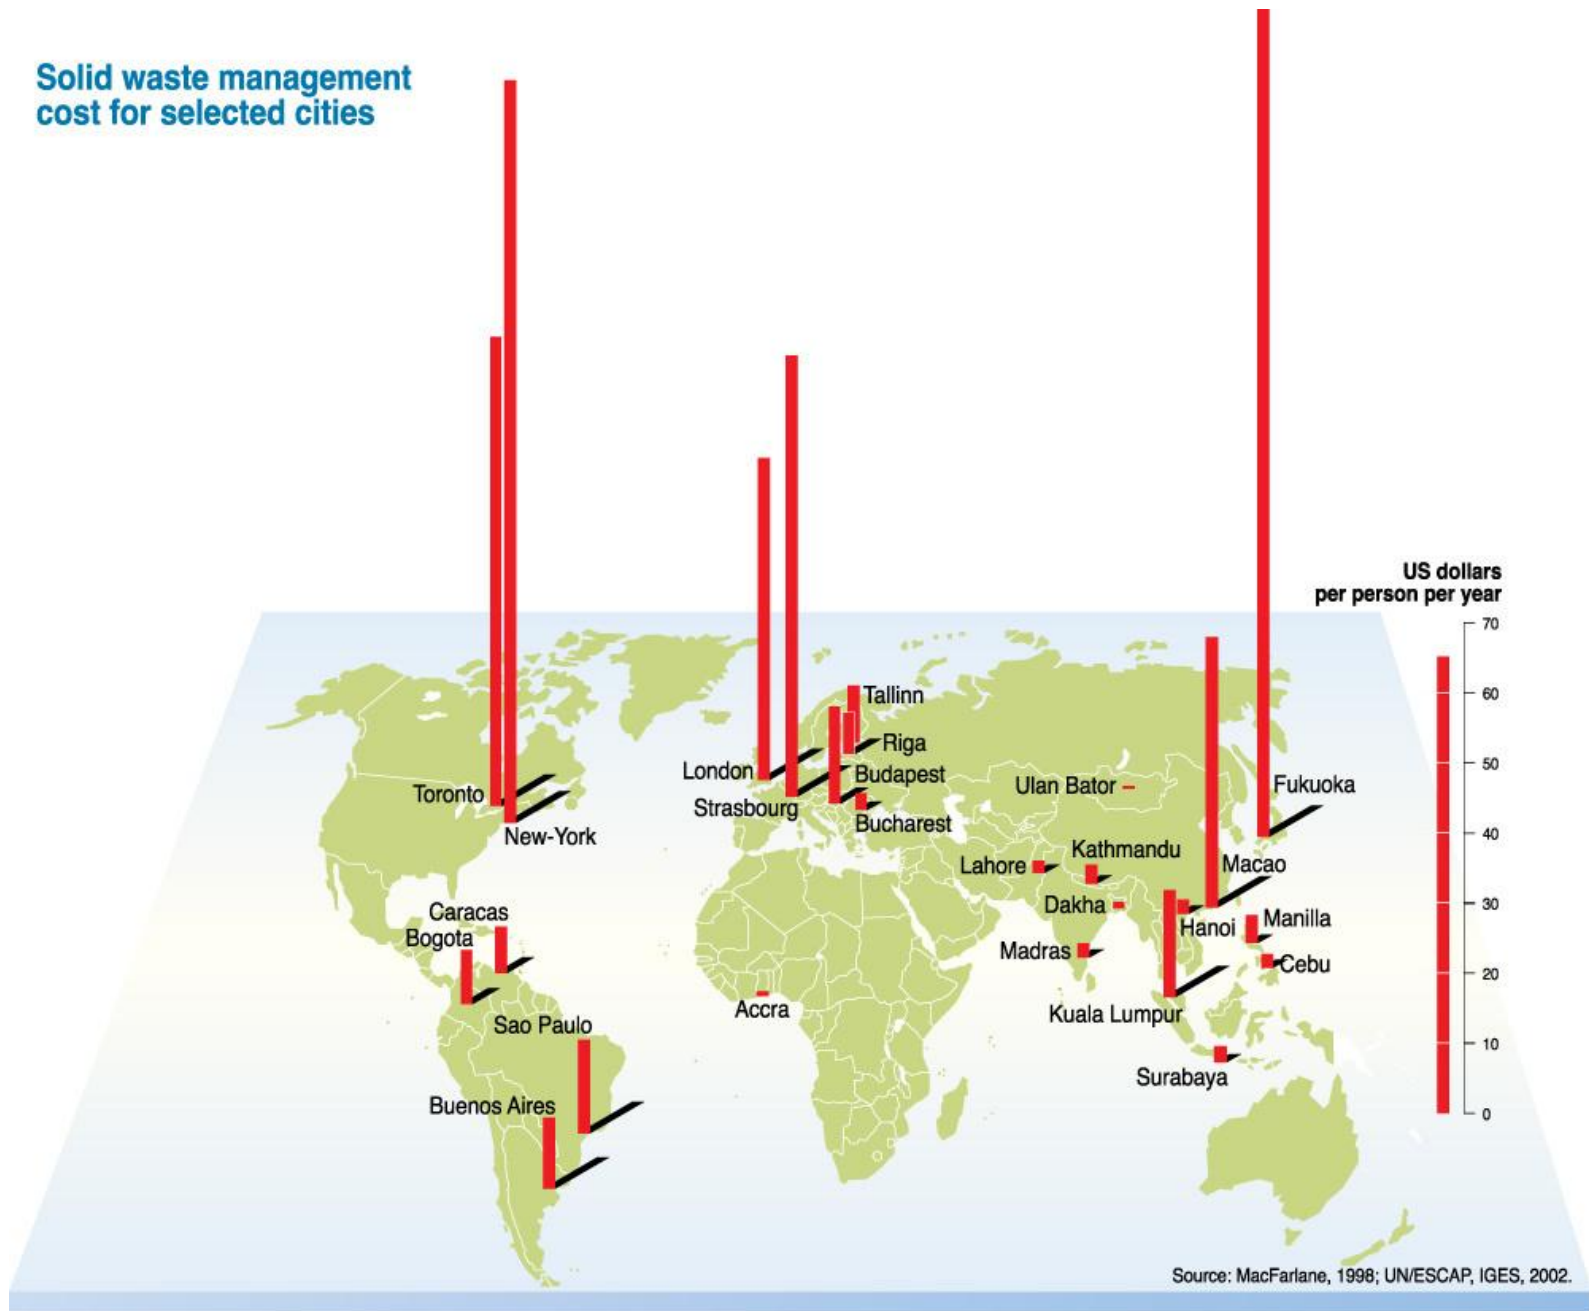 Solid waste management
cost for selected cities
US dollars
per person per year
70
60
50
40
30
20
10
0
Tallinn
Riga
London
Budapest
Strasbourg
Bucharest
Toronto
New-York
Ulan Bator
Fukuoka
Kathmandu
Lahore
Macao
Dakha
Hanoi
Manilla
Madras
Cebu
Caracas
Bogota
Accra
Kuala Lumpur
Sao Paulo
Surabaya
Buenos Aires
Source: MacFarlane, 1998; UN/ESCAP, IGES, 2002.